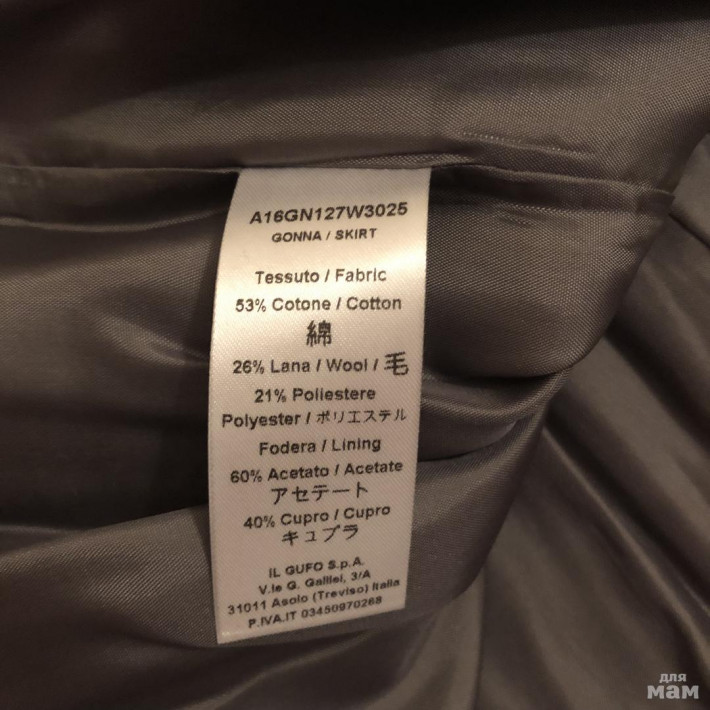 A16GN127W3025
GONNA / SKIRT
Tessuto / Fabric
53% Cotone / Cotton
綿
26% Lana / Wool / 毛
21% Poliestere
Polyester / ポリエステル
Fodera / Lining
60% Acetato / Acetate
アセテート
40% Cupro / Cupro
キュプラ
IL GUFO S.p.A.
V.le G. Galilei, 3/A
31011 Asolo (Treviso) Italia
P.IVA.IT 03450970268
для
мам